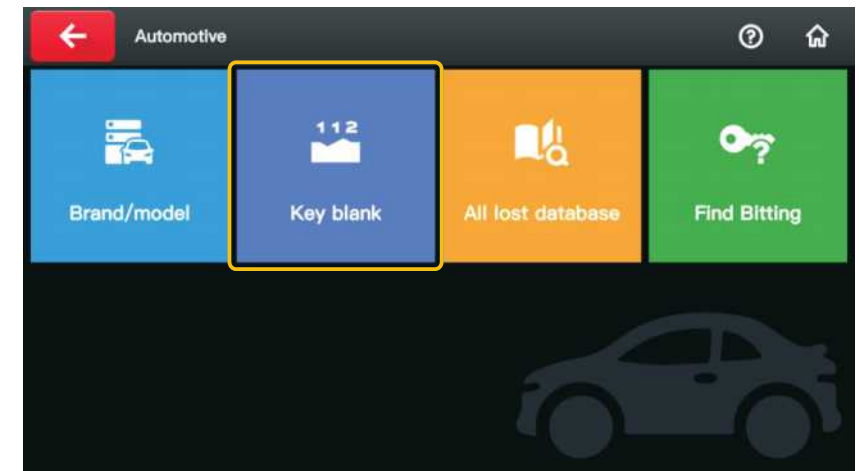 Automotive
112
Brand/model
Key blank
All lost database
Find Bitting